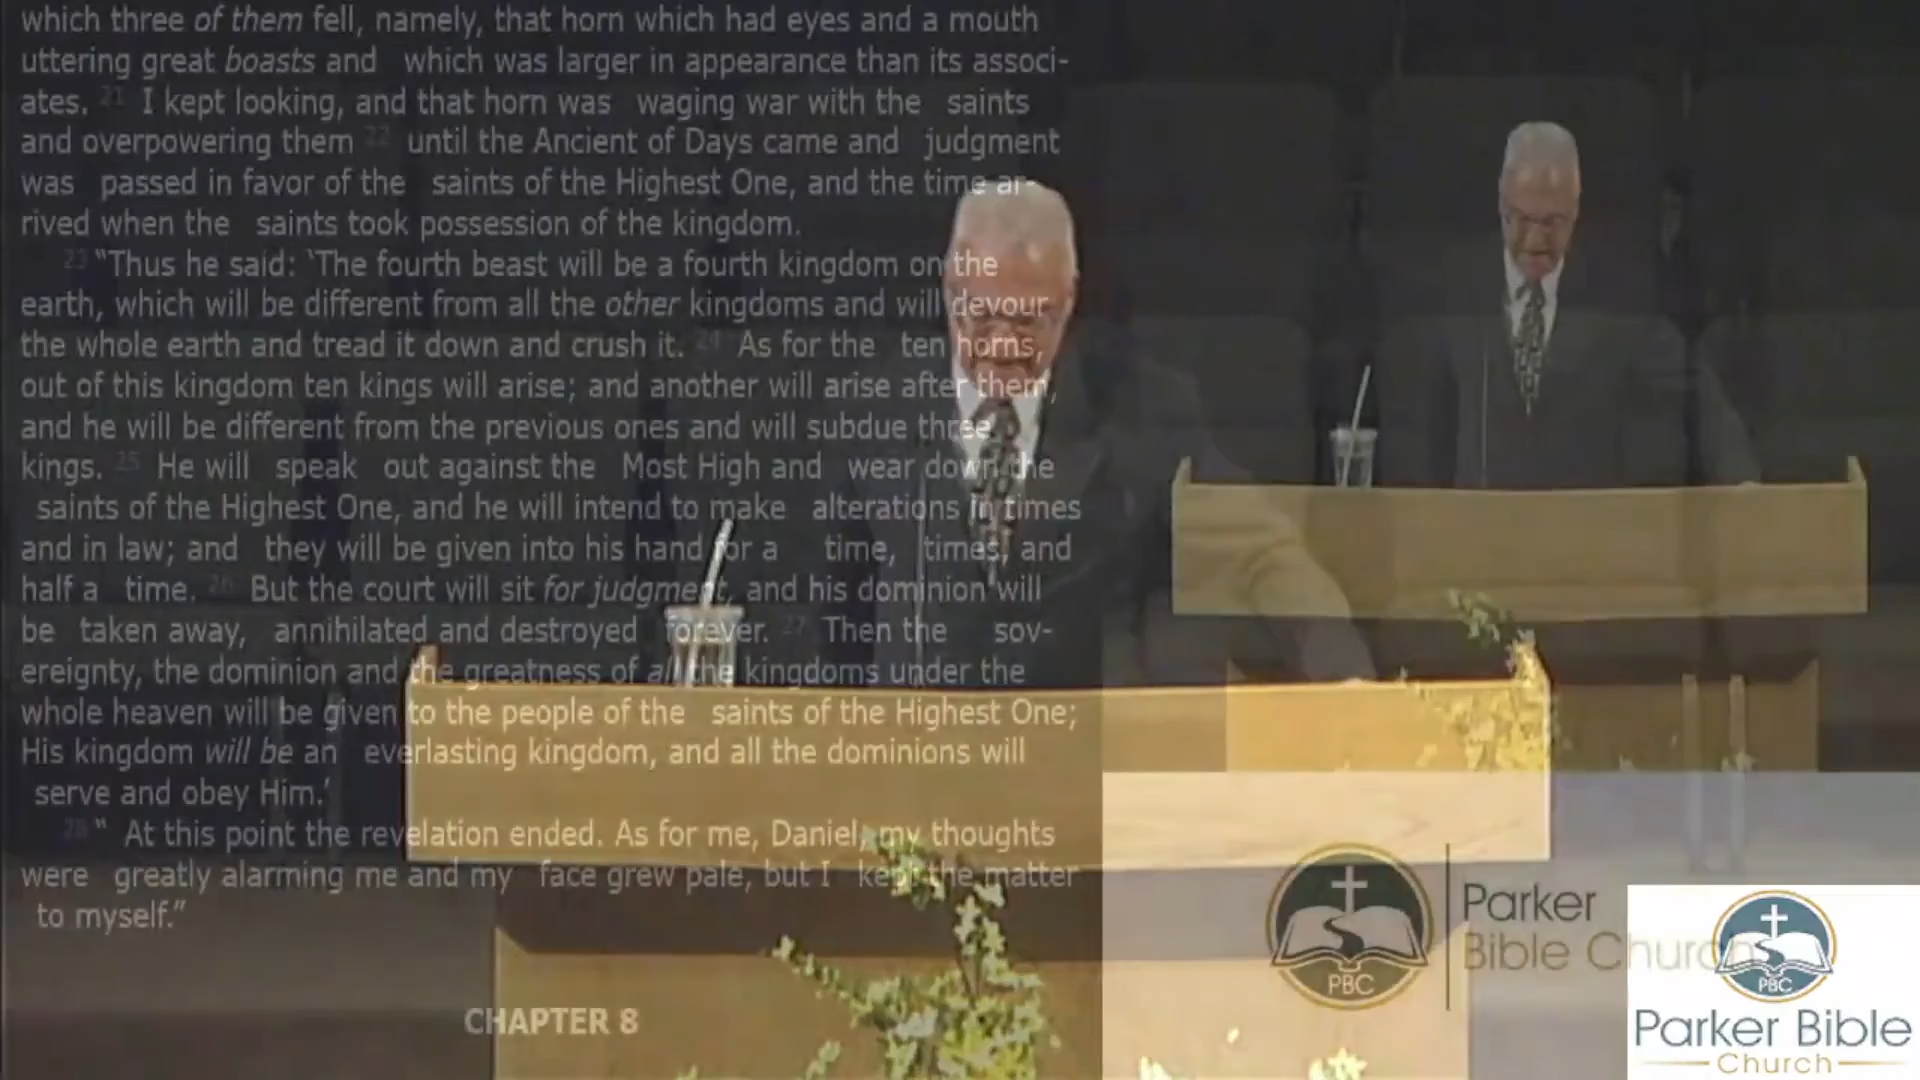 which three of them fell, namely, that horn which had eyes and a mouth
uttering great boasts and which was larger in appearance than its associ-
ates. 21 I kept looking, and that horn was waging war with the saints
and overpowering them 22 until the Ancient of Days came and judgment
was passed in favor of the saints of the Highest One, and the time ar-
rived when the saints took possession of the kingdom.
23 “Thus he said: ‘The fourth beast will be a fourth kingdom on the
earth, which will be different from all the other kingdoms and will devour
the whole earth and tread it down and crush it. 24 As for the ten horns,
out of this kingdom ten kings will arise; and another will arise after them,
and he will be different from the previous ones and will subdue three
kings. 25 He will speak out against the Most High and wear down the
saints of the Highest One, and he will intend to make alterations in times
and in law; and they will be given into his hand for a time, times, and
half a time. 26 But the court will sit for judgment, and his dominion will
be taken away, annihilated and destroyed forever. 27 Then the sov-
ereignty, the dominion and the greatness of all the kingdoms under the
whole heaven will be given to the people of the saints of the Highest One;
His kingdom will be an everlasting kingdom, and all the dominions will
serve and obey Him.’
28 “ At this point the revelation ended. As for me, Daniel, my thoughts
were greatly alarming me and my face grew pale, but I kept the matter
to myself.”
CHAPTER 8
PBC
Parker
Bible Church
PBC
Parker Bible
Church